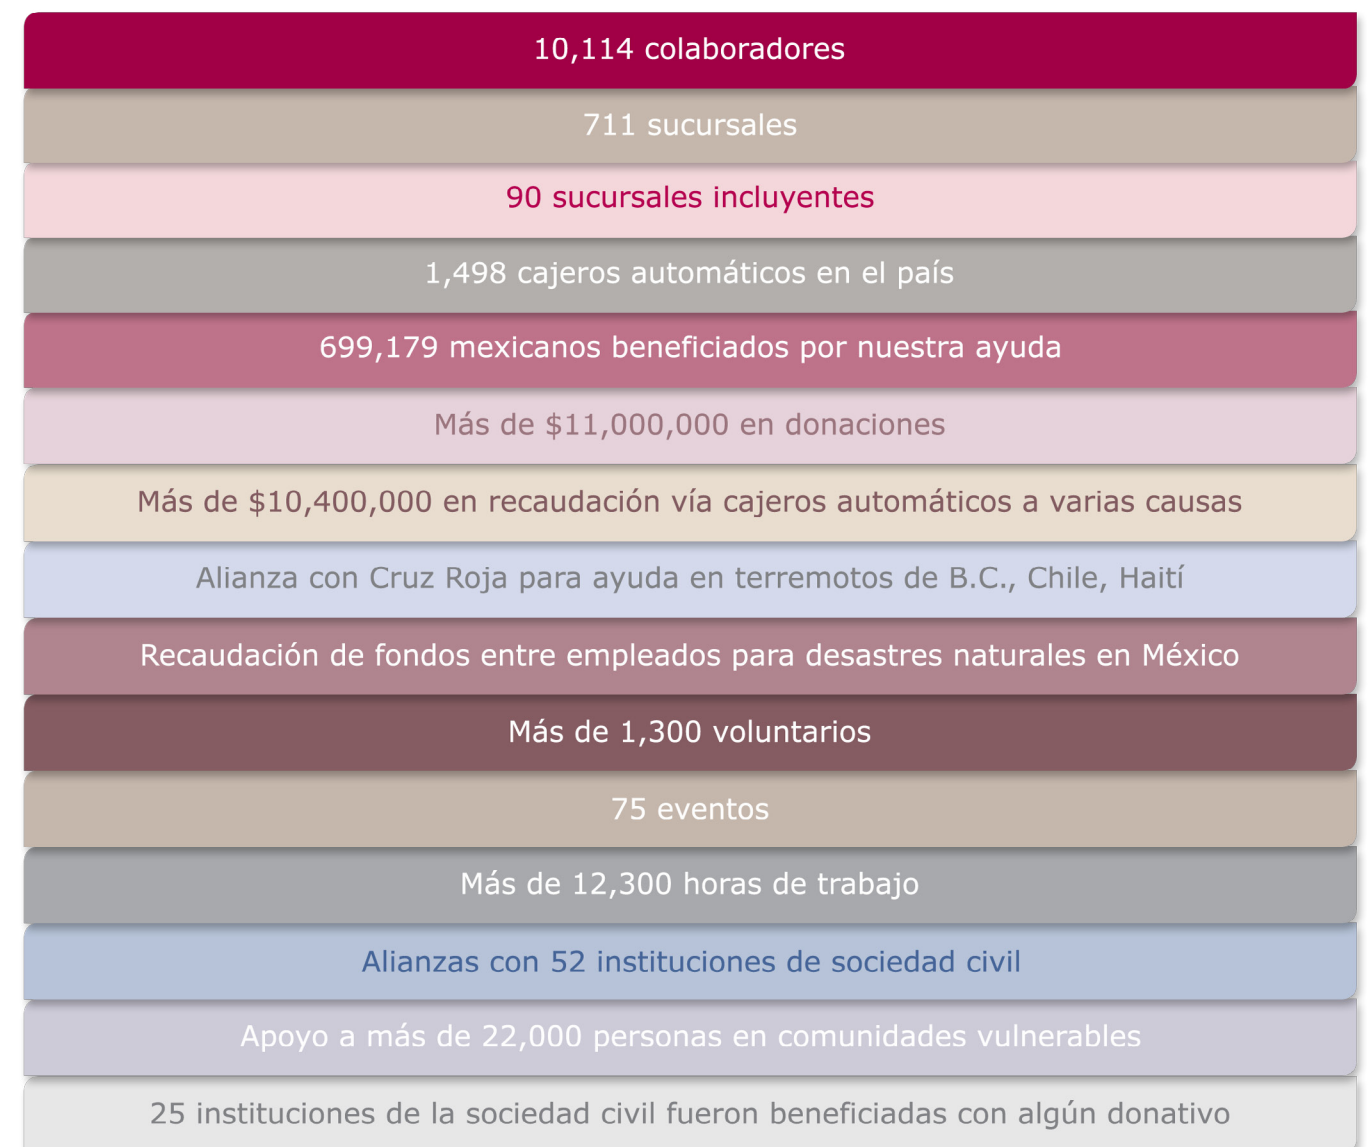 10,114 colaboradores
711 sucursales
90 sucursales incluyentes
1,498 cajeros automáticos en el país
699,179 mexicanos beneficiados por nuestra ayuda
Más de $11,000,000 en donaciones
Más de $10,400,000 en recaudación vía cajeros automáticos a varias causas
Alianza con Cruz Roja para ayuda en terremotos de B.C., Chile, Haití
Recaudación de fondos entre empleados para desastres naturales en México
Más de 1,300 voluntarios
75 eventos
Más de 12,300 horas de trabajo
Alianzas con 52 instituciones de sociedad civil
Apoyo a más de 22,000 personas en comunidades vulnerables
25 instituciones de la sociedad civil fueron beneficiadas con algún donativo